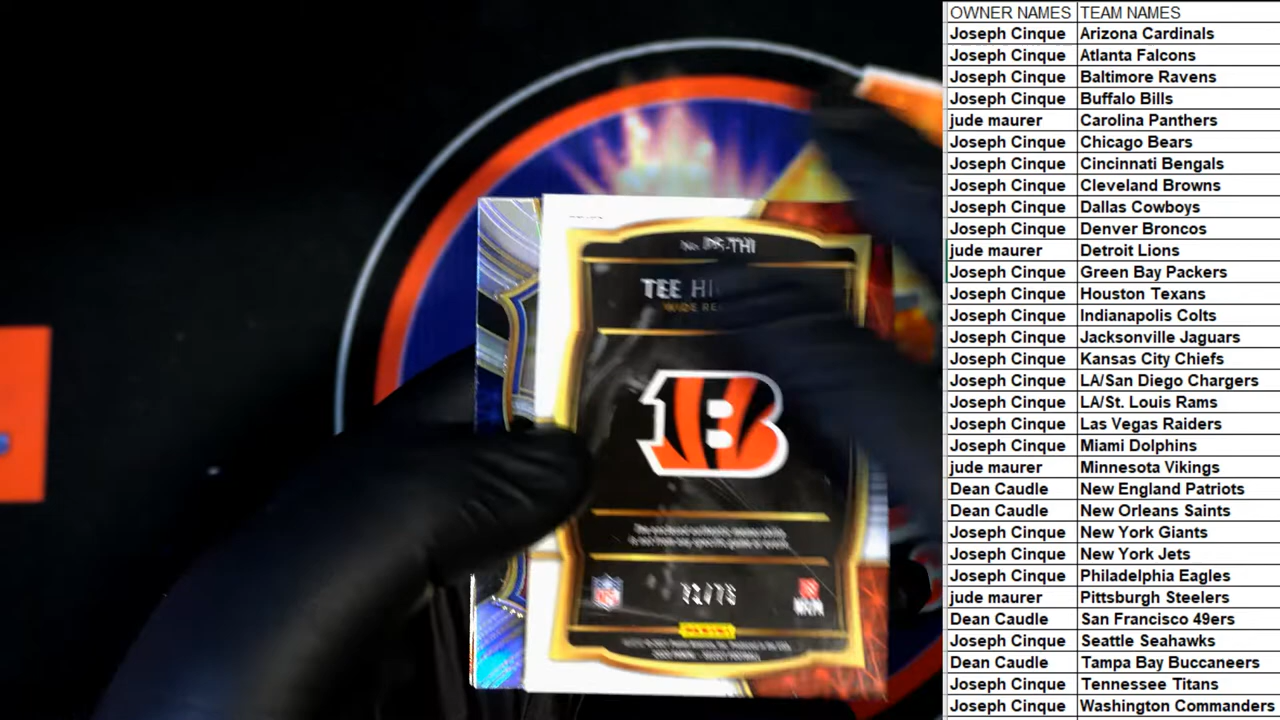 OWNER NAMES TEAM NAMES
Joseph Cinque Arizona Cardinals
Joseph Cinque Atlanta Falcons
Joseph Cinque Baltimore Ravens
Joseph Cinque Buffalo Bills
jude maurer Carolina Panthers
Joseph Cinque Chicago Bears
Joseph Cinque Cincinnati Bengals
Joseph Cinque Cleveland Browns
Joseph Cinque Dallas Cowboys
Joseph Cinque Denver Broncos
jude maurer Detroit Lions
Joseph Cinque Green Bay Packers
Joseph Cinque Houston Texans
Joseph Cinque Indianapolis Colts
Joseph Cinque Jacksonville Jaguars
Joseph Cinque Kansas City Chiefs
Joseph Cinque LA/San Diego Chargers
Joseph Cinque LA/St. Louis Rams
Joseph Cinque Las Vegas Raiders
Joseph Cinque Miami Dolphins
jude maurer Minnesota Vikings
Dean Caudle New England Patriots
Dean Caudle New Orleans Saints
Joseph Cinque New York Giants
Joseph Cinque New York Jets
Joseph Cinque Philadelphia Eagles
jude maurer Pittsburgh Steelers
Dean Caudle San Francisco 49ers
Joseph Cinque Seattle Seahawks
Dean Caudle Tampa Bay Buccaneers
Joseph Cinque Tennessee Titans
Joseph Cinque Washington Commanders
TEE HI
WIDE RE
B
PANINI